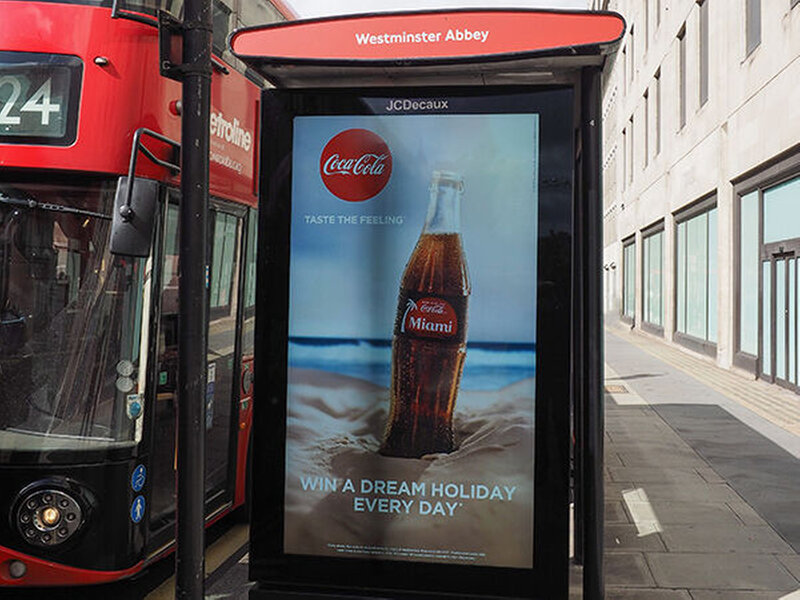 Westminster Abbey
JCDecaux
24
etroline
Coca-Cola
TASTE THE FEELING
Coca-Cola
Miami
WIN A DREAM HOLIDAY
EVERY DAY*